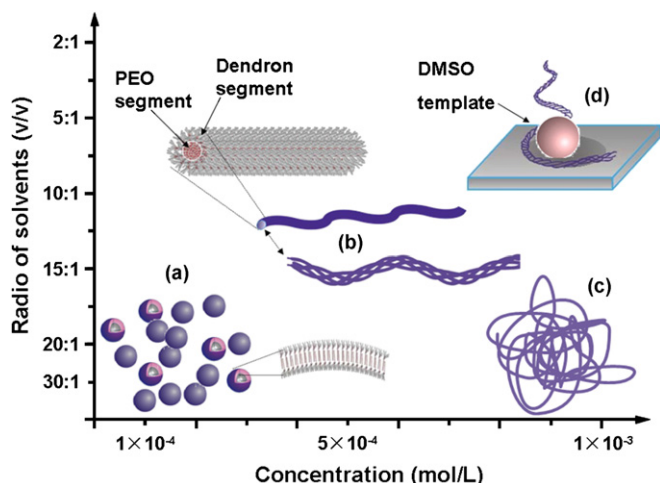 2:1
5:1
10:1
15:1
20:1
30:1
Radio of solvents (v/v)
PEO
segment
Dendron
segment
DMSO
template
(d)
(b)
(a)
(c)
1×10⁻⁴
5×10⁻⁴
1×10⁻³
Concentration (mol/L)